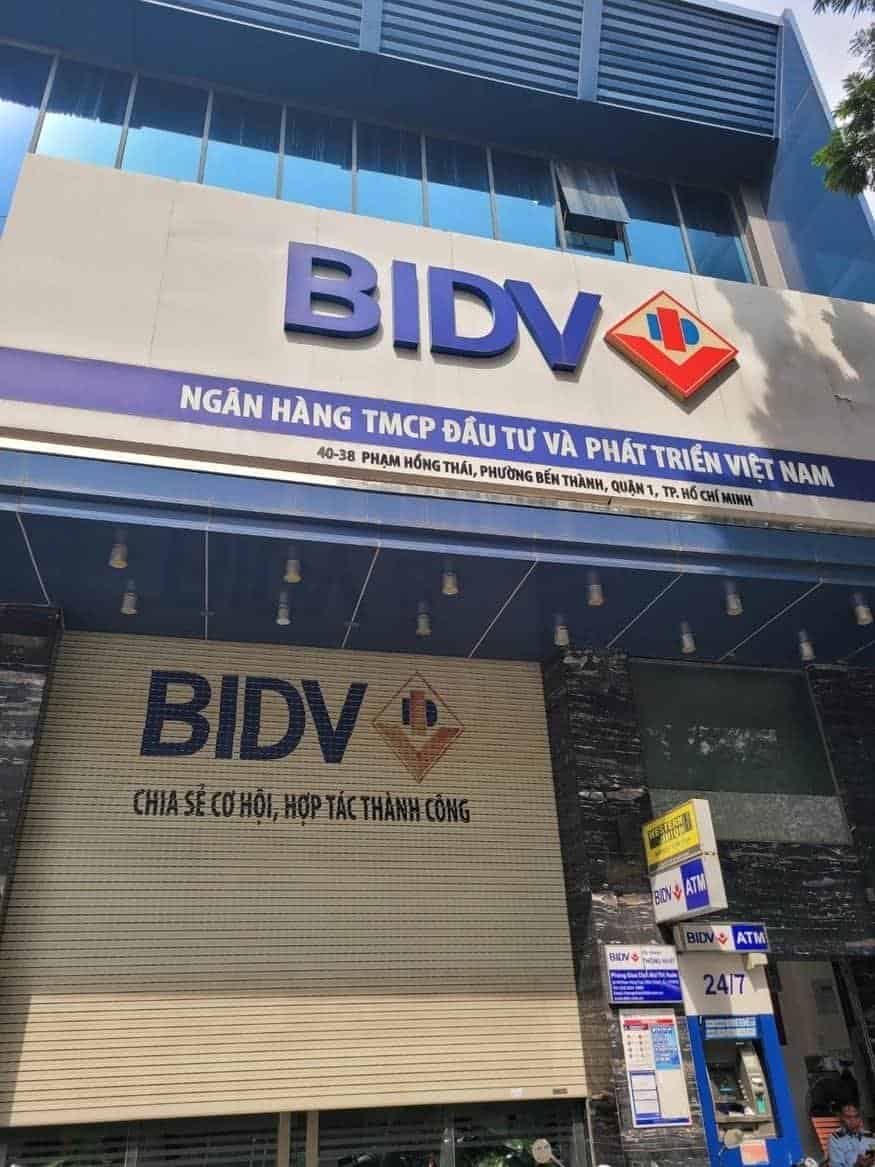 BIDV
NGÂN HÀNG TMCP ĐẦU TƯ VÀ PHÁT TRIỂN VIỆT NAM
40-38 PHẠM HỒNG THÁI, PHƯỜNG BẾN THÀNH, QUẬN 1, TP. HỒ CHÍ MINH
BIDV
CHIA SẺ CƠ HỘI, HỢP TÁC THÀNH CÔNG
WESTERN
UNION
BIDV ATM
BIDV ATM
BIDV
24/7